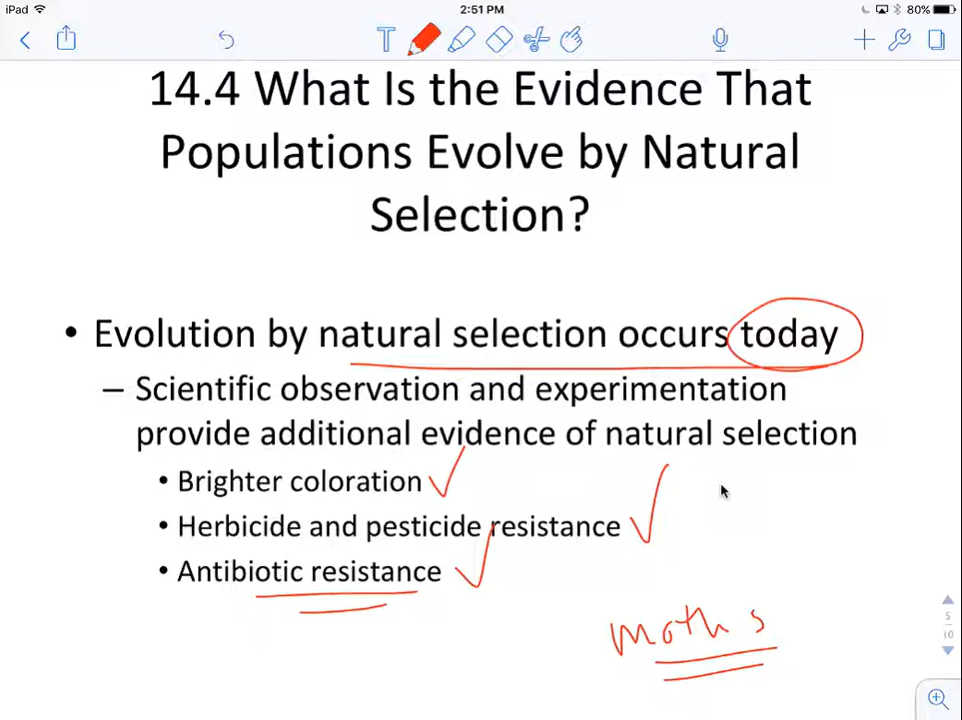 iPad 2:51 PM 80%
T
14.4 What Is the Evidence That
Populations Evolve by Natural
Selection?
• Evolution by natural selection occurs today
– Scientific observation and experimentation
provide additional evidence of natural selection
• Brighter coloration
• Herbicide and pesticide resistance
• Antibiotic resistance
5
10
moths